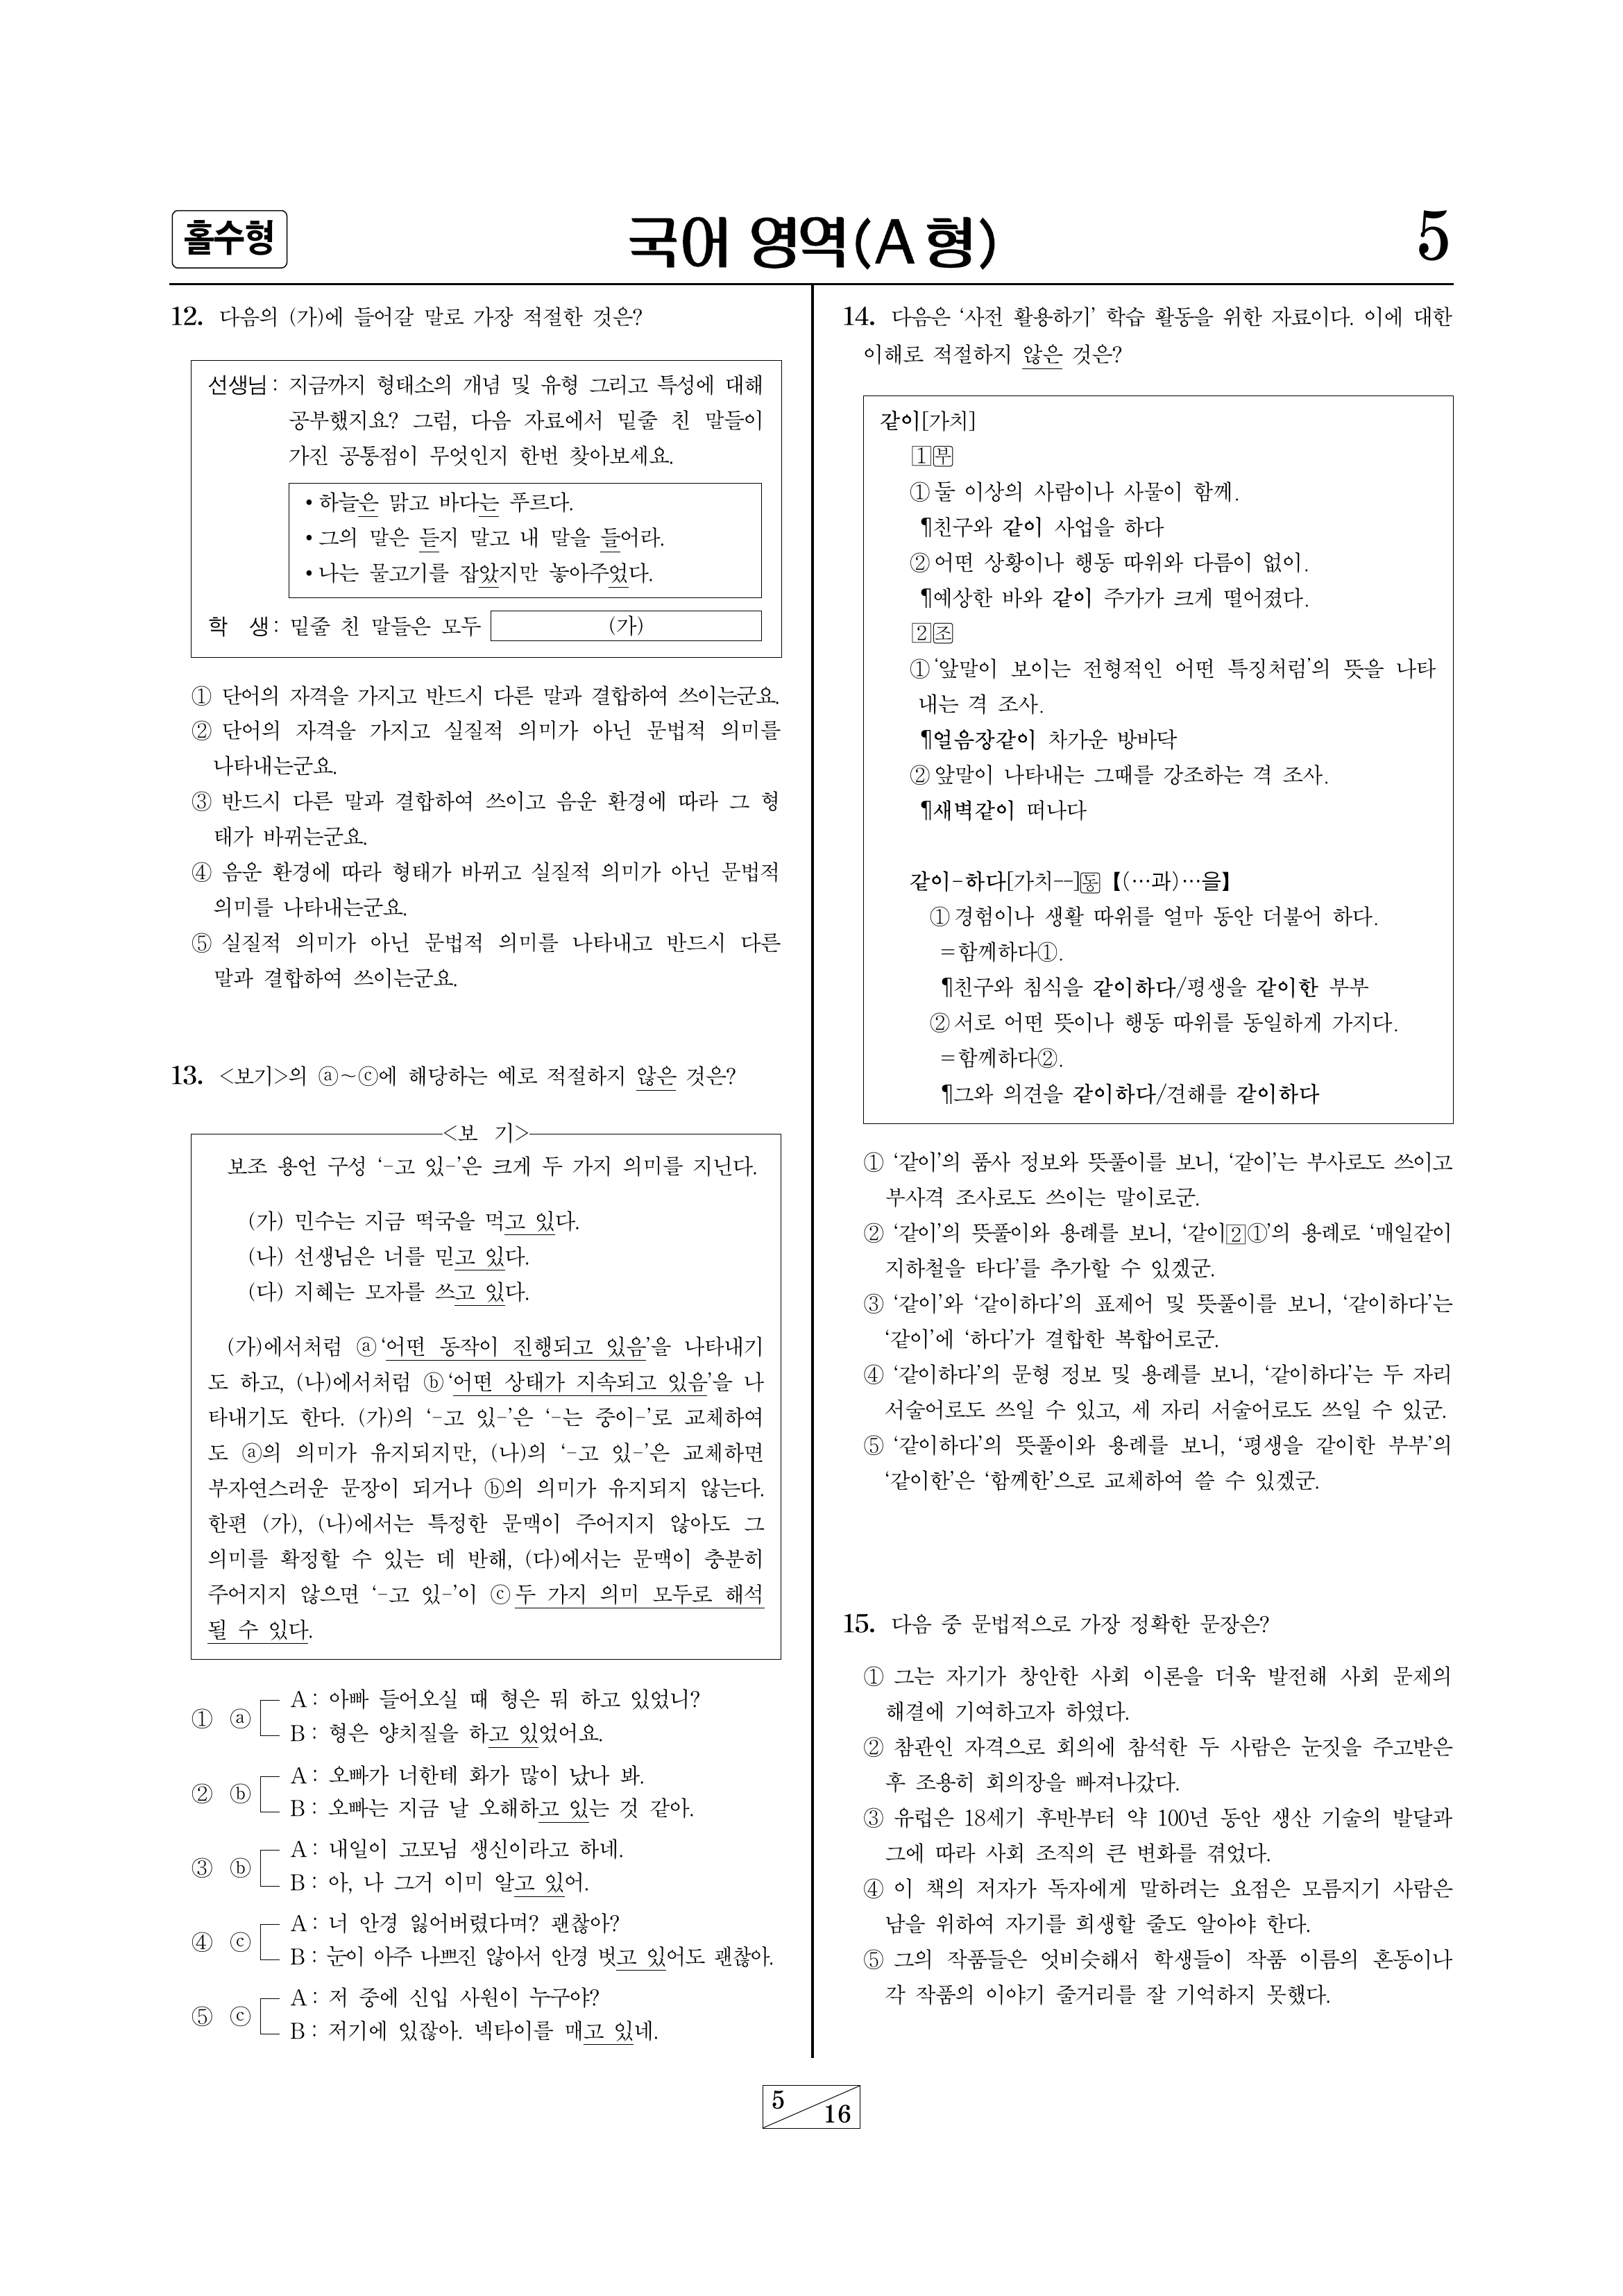 홀수형
국어 영역(A 형)
5
12. 다음의 (가)에 들어갈 말로 가장 적절한 것은?
선생님 : 지금까지 형태소의 개념 및 유형 그리고 특성에 대해
공부했지요? 그럼, 다음 자료에서 밑줄 친 말들이
가진 공통점이 무엇인지 한번 찾아보세요.
• 하늘은 맑고 바다는 푸르다.
• 그의 말은 듣지 말고 내 말을 들어라.
• 나는 물고기를 잡았지만 놓아주었다.
학 생 : 밑줄 친 말들은 모두 (가)
① 단어의 자격을 가지고 반드시 다른 말과 결합하여 쓰이는군요.
② 단어의 자격을 가지고 실질적 의미가 아닌 문법적 의미를
나타내는군요.
③ 반드시 다른 말과 결합하여 쓰이고 음운 환경에 따라 그 형
태가 바뀌는군요.
④ 음운 환경에 따라 형태가 바뀌고 실질적 의미가 아닌 문법적
의미를 나타내는군요.
⑤ 실질적 의미가 아닌 문법적 의미를 나타내고 반드시 다른
말과 결합하여 쓰이는군요.
13. <보기>의 ⓐ~ⓒ에 해당하는 예로 적절하지 않은 것은?
<보 기>
보조 용언 구성 ‘-고 있-’은 크게 두 가지 의미를 지닌다.
(가) 민수는 지금 떡국을 먹고 있다.
(나) 선생님은 너를 믿고 있다.
(다) 지혜는 모자를 쓰고 있다.
(가)에서처럼 ⓐ‘어떤 동작이 진행되고 있음’을 나타내기
도 하고, (나)에서처럼 ⓑ‘어떤 상태가 지속되고 있음’을 나
타내기도 한다. (가)의 ‘-고 있-’은 ‘-는 중이-’로 교체하여
도 ⓐ의 의미가 유지되지만, (나)의 ‘-고 있-’은 교체하면
부자연스러운 문장이 되거나 ⓑ의 의미가 유지되지 않는다.
한편 (가), (나)에서는 특정한 문맥이 주어지지 않아도 그
의미를 확정할 수 있는 데 반해, (다)에서는 문맥이 충분히
주어지지 않으면 ‘-고 있-’이 ⓒ두 가지 의미 모두로 해석
될 수 있다.
① ⓐ A : 아빠 들어오실 때 형은 뭐 하고 있었니?
B : 형은 양치질을 하고 있었어요.
② ⓑ A : 오빠가 너한테 화가 많이 났나 봐.
B : 오빠는 지금 날 오해하고 있는 것 같아.
③ ⓑ A : 내일이 고모님 생신이라고 하네.
B : 아, 나 그거 이미 알고 있어.
④ ⓒ A : 너 안경 잃어버렸다며? 괜찮아?
B : 눈이 아주 나쁘진 않아서 안경 벗고 있어도 괜찮아.
⑤ ⓒ A : 저 중에 신입 사원이 누구야?
B : 저기에 있잖아. 넥타이를 매고 있네.
14. 다음은 ‘사전 활용하기’ 학습 활동을 위한 자료이다. 이에 대한
이해로 적절하지 않은 것은?
같이[가치]
1 부
① 둘 이상의 사람이나 사물이 함께.
¶친구와 같이 사업을 하다
② 어떤 상황이나 행동 따위와 다름이 없이.
¶예상한 바와 같이 주가가 크게 떨어졌다.
2 조
① ‘앞말이 보이는 전형적인 어떤 특징처럼’의 뜻을 나타
내는 격 조사.
¶얼음장같이 차가운 방바닥
② 앞말이 나타내는 그때를 강조하는 격 조사.
¶새벽같이 떠나다
같이-하다[가치--] 동 【(…과)…을】
① 경험이나 생활 따위를 얼마 동안 더불어 하다.
=함께하다①.
¶친구와 침식을 같이하다/평생을 같이한 부부
② 서로 어떤 뜻이나 행동 따위를 동일하게 가지다.
=함께하다②.
¶그와 의견을 같이하다/견해를 같이하다
① ‘같이’의 품사 정보와 뜻풀이를 보니, ‘같이’는 부사로도 쓰이고
부사격 조사로도 쓰이는 말이로군.
② ‘같이’의 뜻풀이와 용례를 보니, ‘같이 2 ①’의 용례로 ‘매일같이
지하철을 타다’를 추가할 수 있겠군.
③ ‘같이’와 ‘같이하다’의 표제어 및 뜻풀이를 보니, ‘같이하다’는
‘같이’에 ‘하다’가 결합한 복합어로군.
④ ‘같이하다’의 문형 정보 및 용례를 보니, ‘같이하다’는 두 자리
서술어로도 쓰일 수 있고, 세 자리 서술어로도 쓰일 수 있군.
⑤ ‘같이하다’의 뜻풀이와 용례를 보니, ‘평생을 같이한 부부’의
‘같이한’은 ‘함께한’으로 교체하여 쓸 수 있겠군.
15. 다음 중 문법적으로 가장 정확한 문장은?
① 그는 자기가 창안한 사회 이론을 더욱 발전해 사회 문제의
해결에 기여하고자 하였다.
② 참관인 자격으로 회의에 참석한 두 사람은 눈짓을 주고받은
후 조용히 회의장을 빠져나갔다.
③ 유럽은 18세기 후반부터 약 100년 동안 생산 기술의 발달과
그에 따라 사회 조직의 큰 변화를 겪었다.
④ 이 책의 저자가 독자에게 말하려는 요점은 모름지기 사람은
남을 위하여 자기를 희생할 줄도 알아야 한다.
⑤ 그의 작품들은 엇비슷해서 학생들이 작품 이름의 혼동이나
각 작품의 이야기 줄거리를 잘 기억하지 못했다.
5
16